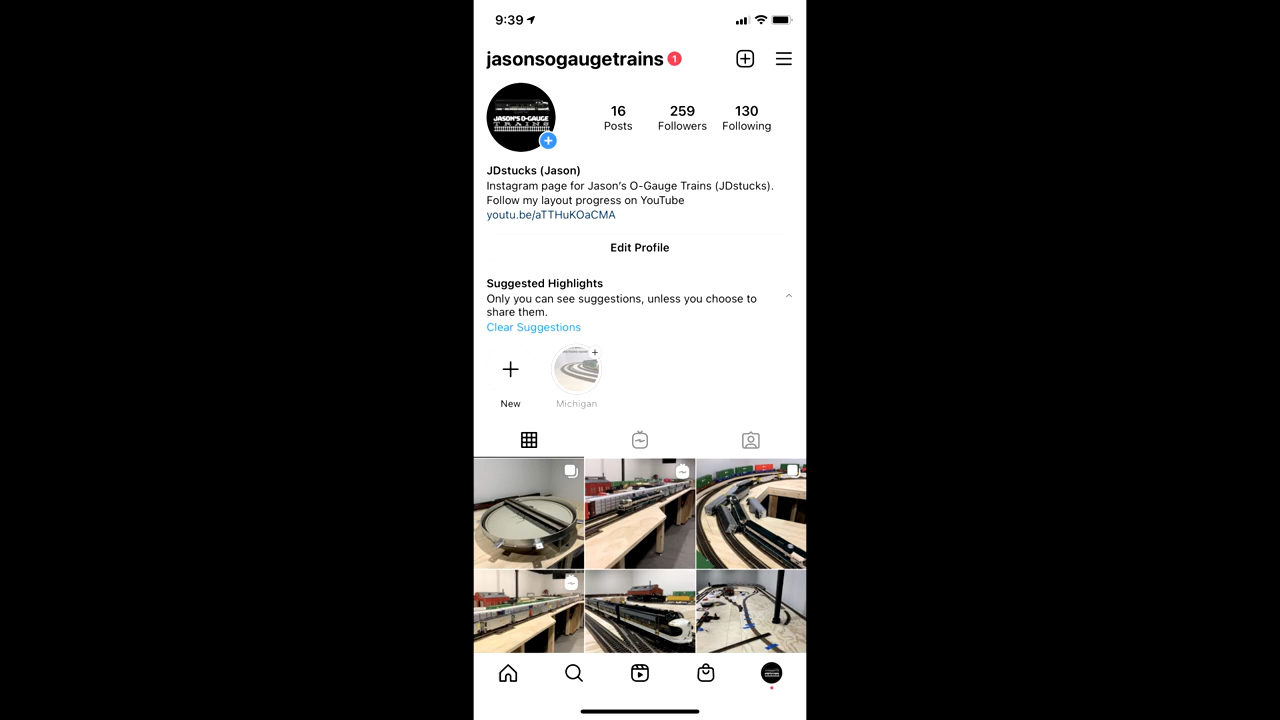 9:39
jasonsogaugetrains 1
JASON'S O-GAUGE
TRAINS
16
Posts
259
Followers
130
Following
JDstucks (Jason)
Instagram page for Jason's O-Gauge Trains (JDstucks).
Follow my layout progress on YouTube
youtu.be/aTTHuKOaCMA
Edit Profile
Suggested Highlights
Only you can see suggestions, unless you choose to
share them.
Clear Suggestions
New
Michigan